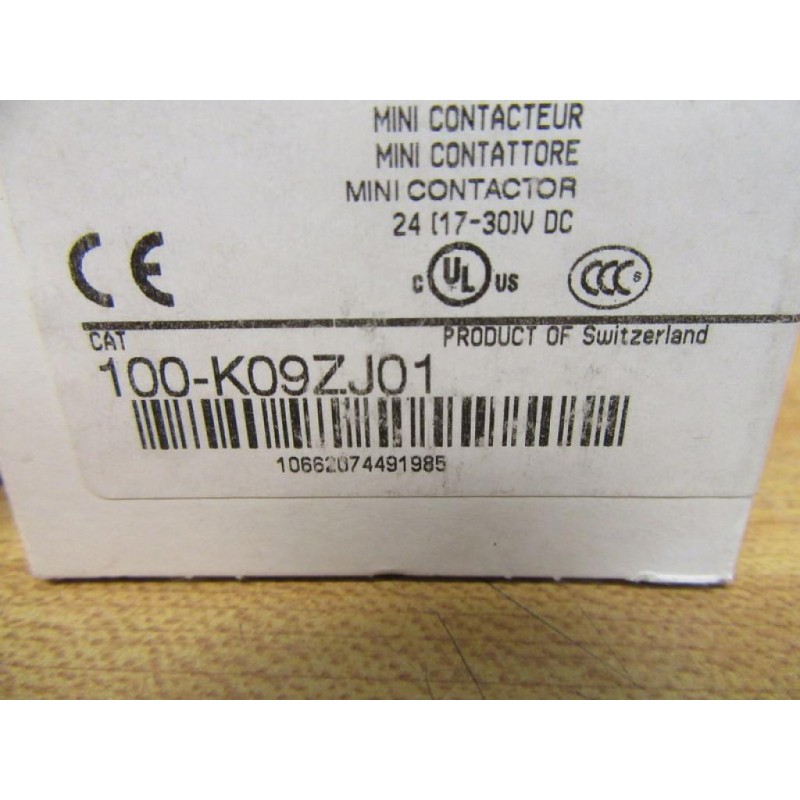 MINI CONTACTEUR
MINI CONTATTORE
MINI CONTACTOR
24 (17-30)V DC
CE
C UL US
CCC S
CAT
PRODUCT OF Switzerland
100-K09ZJ01
10662074491985